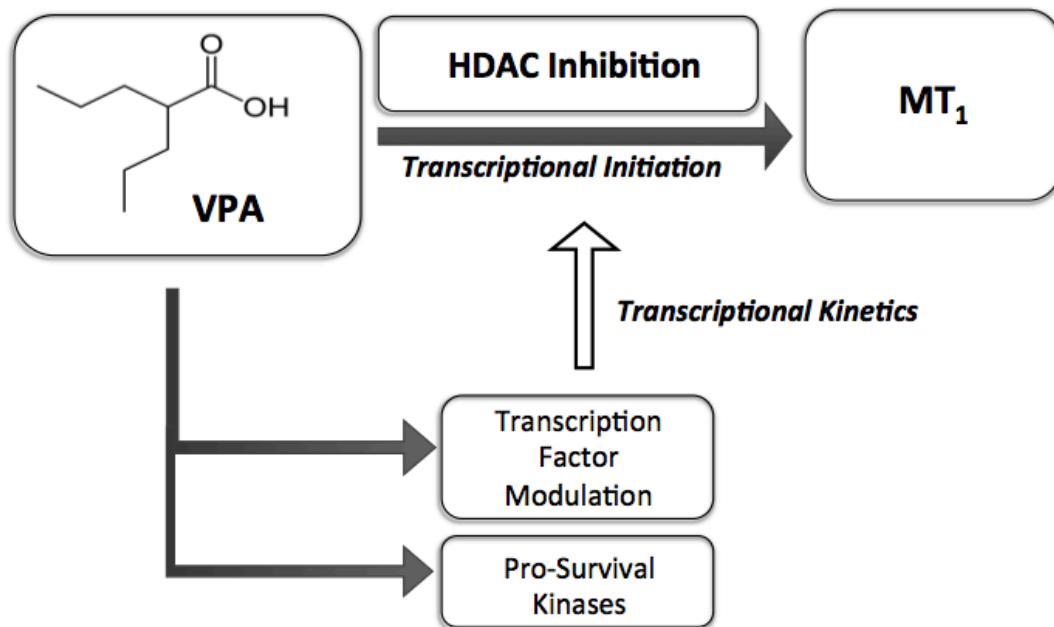 O
OH
VPA
HDAC Inhibition
Transcriptional Initiation
MT₁
Transcriptional Kinetics
Transcription
Factor
Modulation
Pro-Survival
Kinases